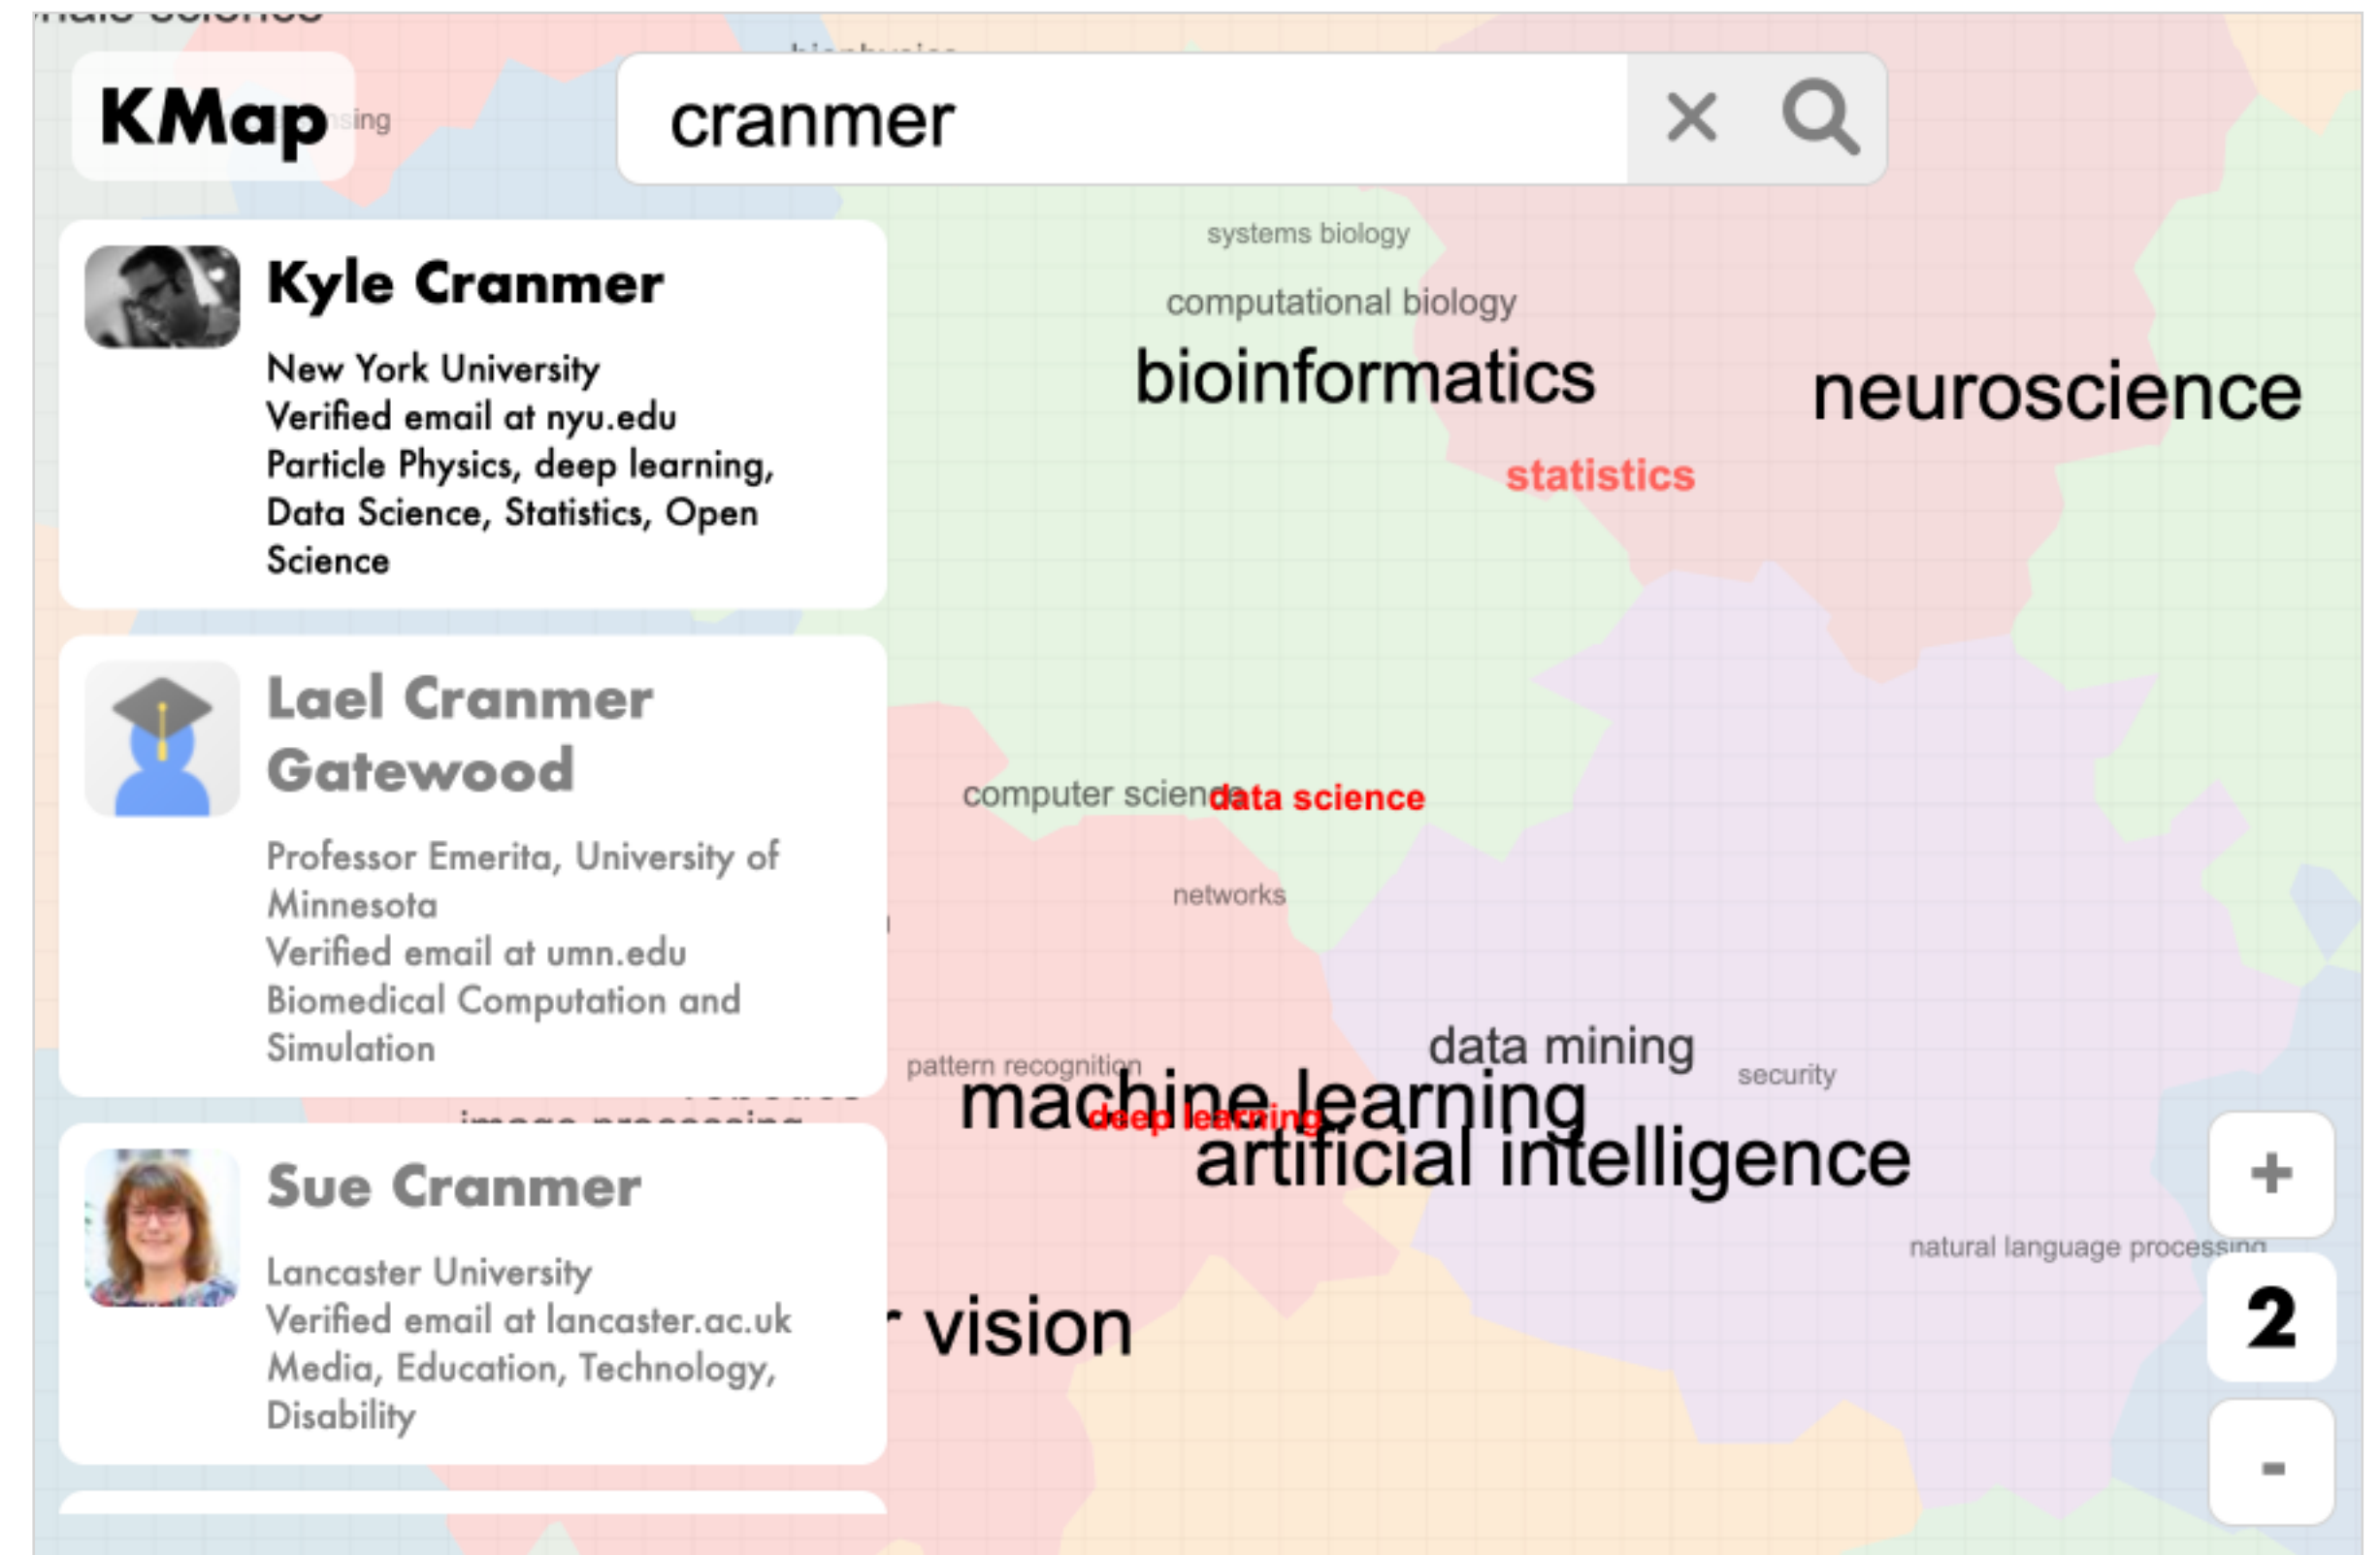 KMap
cranmer
Kyle Cranmer
New York University
Verified email at nyu.edu
Particle Physics, deep learning,
Data Science, Statistics, Open
Science
Lael Cranmer
Gatewood
Professor Emerita, University of
Minnesota
Verified email at umn.edu
Biomedical Computation and
Simulation
Sue Cranmer
Lancaster University
Verified email at lancaster.ac.uk
Media, Education, Technology,
Disability
systems biology
computational biology
bioinformatics
neuroscience
statistics
computer science
data science
networks
data mining
pattern recognition
security
machine learning
deep learning
artificial intelligence
image processing
natural language processing
vision
+
2
-